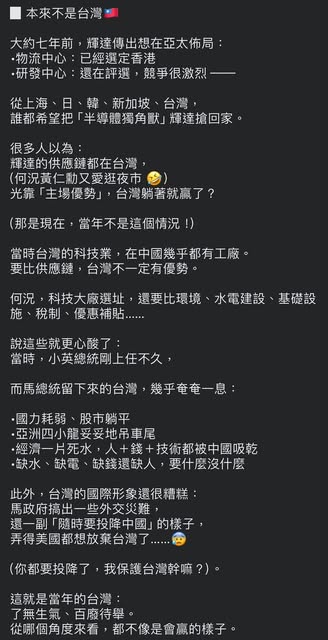 ⬜ 本來不是台灣🇹🇼
大約七年前，輝達傳出想在亞太佈局：
•物流中心：已經選定香港
•研發中心：還在評選，競爭很激烈 ——
從上海、日、韓、新加坡、台灣，
誰都希望把「半導體獨角獸」輝達搶回家。
很多人以為：
輝達的供應鏈都在台灣，
(何況黃仁勳又愛逛夜市 🤣)
光靠「主場優勢」，台灣躺著就贏了？
(那是現在，當年不是這個情況！)
當時台灣的科技業，在中國幾乎都有工廠。
要比供應鏈，台灣不一定有優勢。
何況，科技大廠選址，還要比環境、水電建設、基礎設
施、稅制、優惠補貼……
說這些就更心酸了：
當時，小英總統剛上任不久，
而馬總統留下來的台灣，幾乎奄奄一息：
•國力耗弱、股市躺平
•亞洲四小龍妥妥地吊車尾
•經濟一片死水，人＋錢＋技術都被中國吸乾
•缺水、缺電、缺錢還缺人，要什麼沒什麼
此外，台灣的國際形象還很糟糕：
馬政府搞出一些外交災難，
還一副「隨時要投降中國」的樣子，
弄得美國都想放棄台灣了……😰
(你都要投降了，我保護台灣幹嘛？)。
這就是當年的台灣：
了無生氣、百廢待舉。
從哪個角度來看，都不像是會贏的樣子。